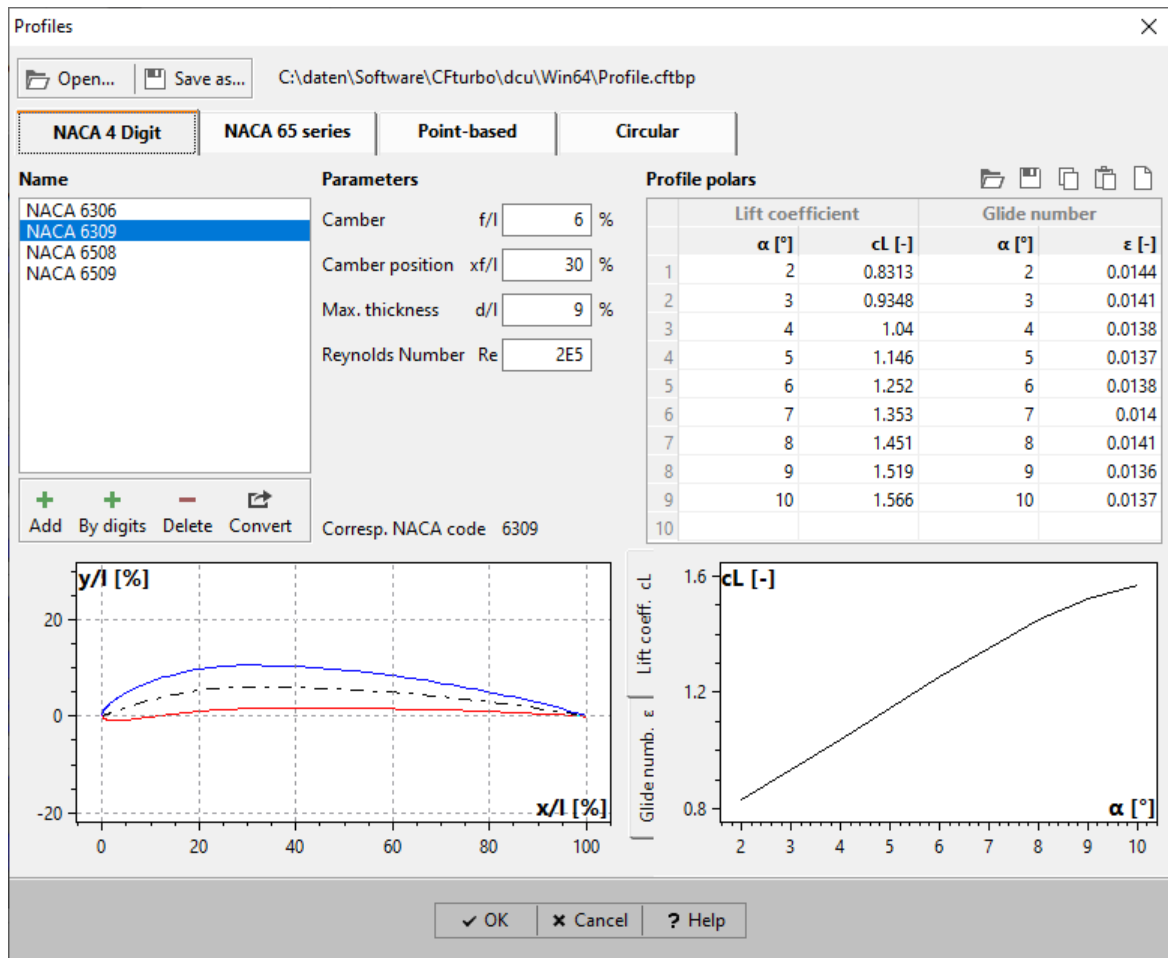 Profiles
Open... Save as... C:\daten\Software\CFturbo\dcu\Win64\Profile.cftbp
NACA 4 Digit NACA 65 series Point-based Circular
Name
NACA 6306
NACA 6309
NACA 6508
NACA 6509
Add By digits Delete Convert
Parameters
Camber f/l 6 %
Camber position xf/l 30 %
Max. thickness d/l 9 %
Reynolds Number Re 2E5
Corresp. NACA code 6309
Profile polars
Lift coefficient Glide number
α [°] cL [-] α [°] ε [-]
1 2 0.8313 2 0.0144
2 3 0.9348 3 0.0141
3 4 1.04 4 0.0138
4 5 1.146 5 0.0137
5 6 1.252 6 0.0138
6 7 1.353 7 0.014
7 8 1.451 8 0.0141
8 9 1.519 9 0.0136
9 10 1.566 10 0.0137
10
y/l [%]
20
0
-20
x/l [%]
0 20 40 60 80 100
Lift coeff. cL
Glide numb. ε
cL [-]
1.6
1.2
0.8
α [°]
2 3 4 5 6 7 8 9 10
OK Cancel ? Help